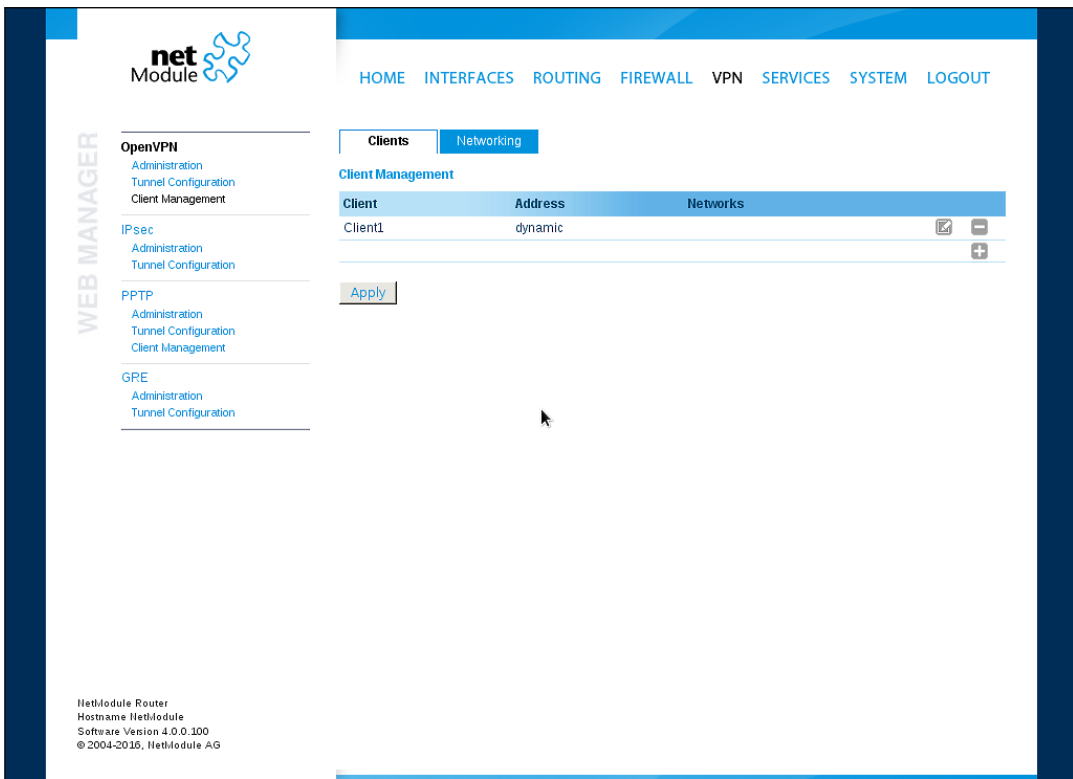 net
Module
HOME INTERFACES ROUTING FIREWALL VPN SERVICES SYSTEM LOGOUT
WEB MANAGER
OpenVPN
Administration
Tunnel Configuration
Client Management
IPsec
Administration
Tunnel Configuration
PPTP
Administration
Tunnel Configuration
Client Management
GRE
Administration
Tunnel Configuration
Clients Networking
Client Management
Client Address Networks
Client1 dynamic
Apply
NetModule Router
Hostname NetModule
Software Version 4.0.0.100
© 2004-2016, NetModule AG